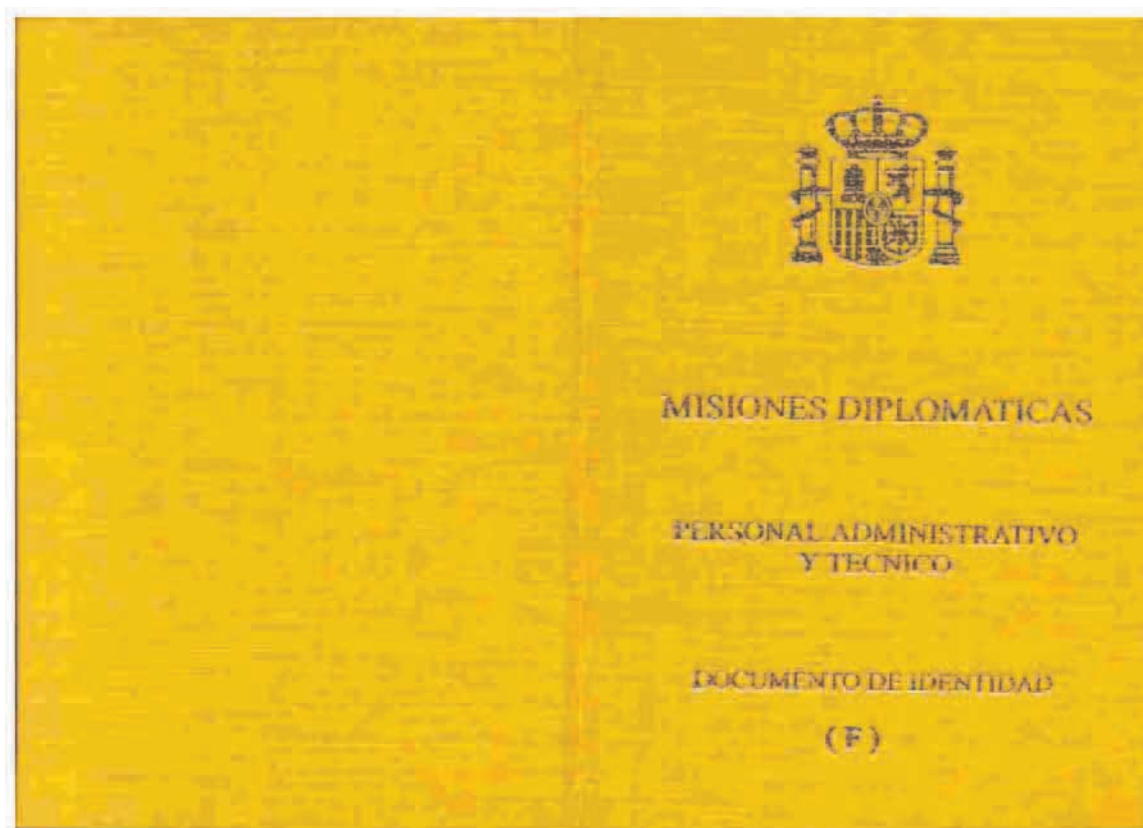 MISIONES DIPLOMATICAS
PERSONAL ADMINISTRATIVO
Y TECNICO
DOCUMENTO DE IDENTIDAD
(F)